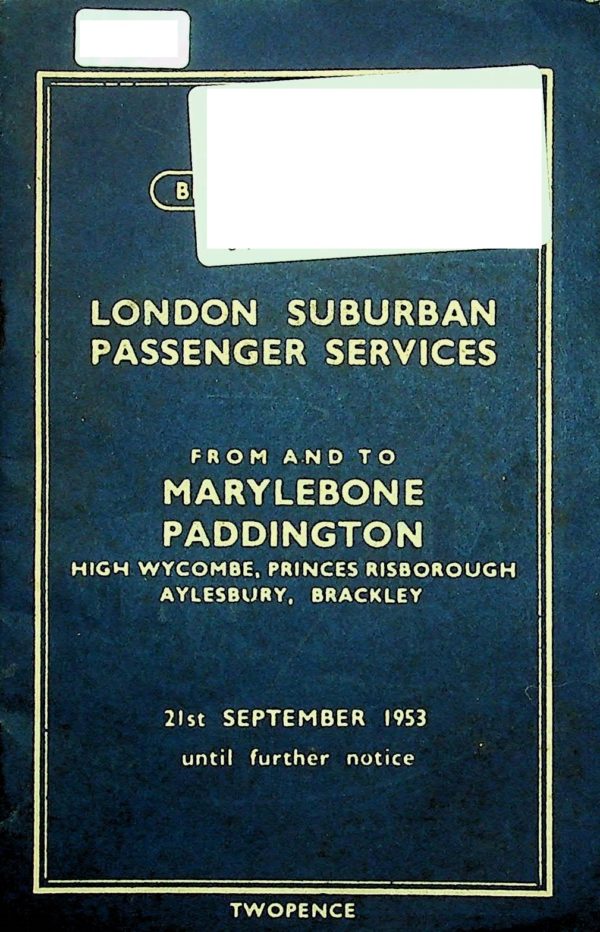 LONDON SUBURBAN
PASSENGER SERVICES
FROM AND TO
MARYLEBONE
PADDINGTON
HIGH WYCOMBE, PRINCES RISBOROUGH
AYLESBURY, BRACKLEY
21st SEPTEMBER 1953
until further notice
TWOPENCE